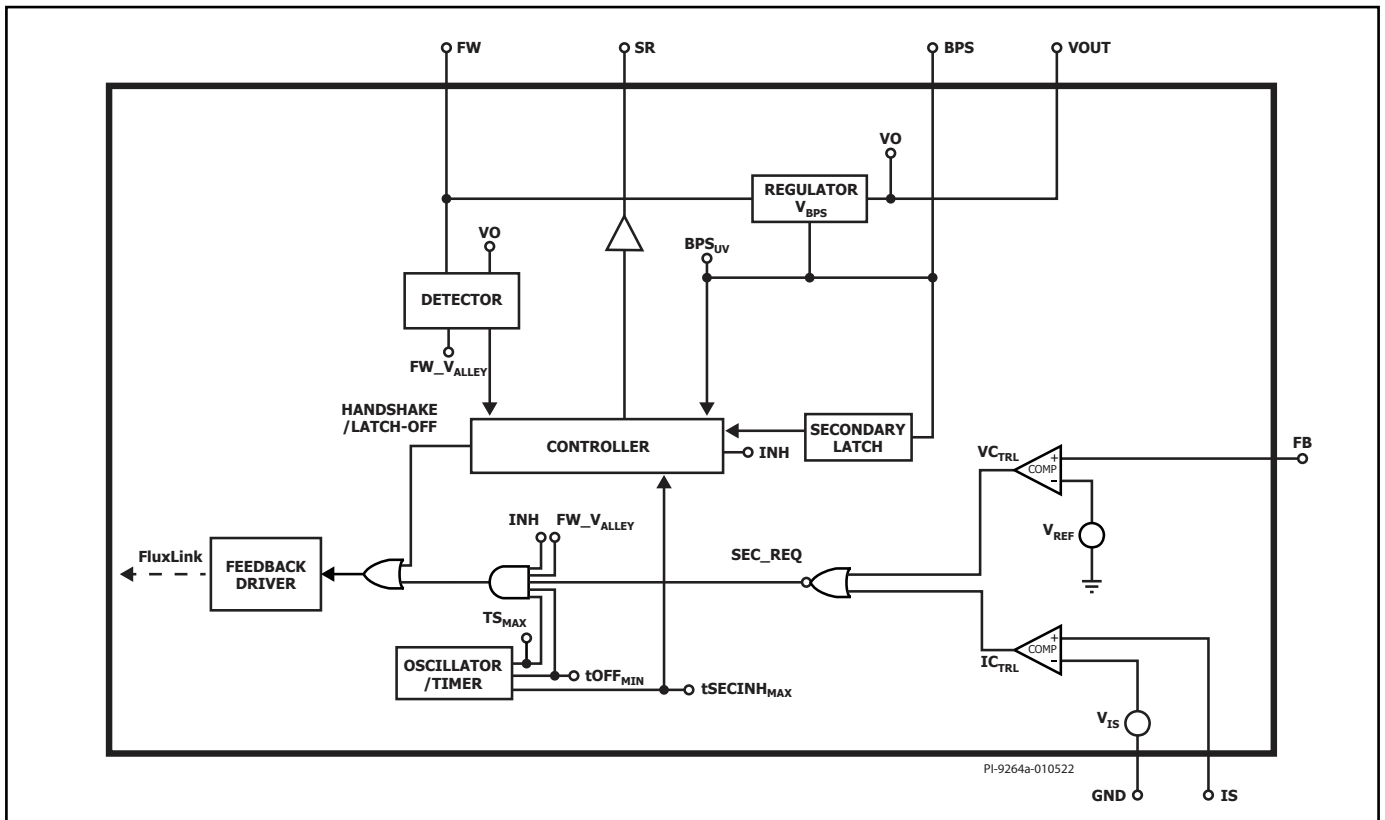 FW
SR
BPS
VOUT
VO
REGULATOR
VBPS
VO
BPSUV
DETECTOR
FW_VALLEY
HANDSHAKE
/LATCH-OFF
CONTROLLER
SECONDARY
LATCH
INH
FB
VCTRL
+
COMP
-
VREF
INH
FW_VALLEY
SEC_REQ
FluxLink
FEEDBACK
DRIVER
TSMAX
OSCILLATOR
/TIMER
tOFFMIN
tSECINHMAX
ICTRL
+
COMP
-
VIS
PI-9264a-010522
GND
IS